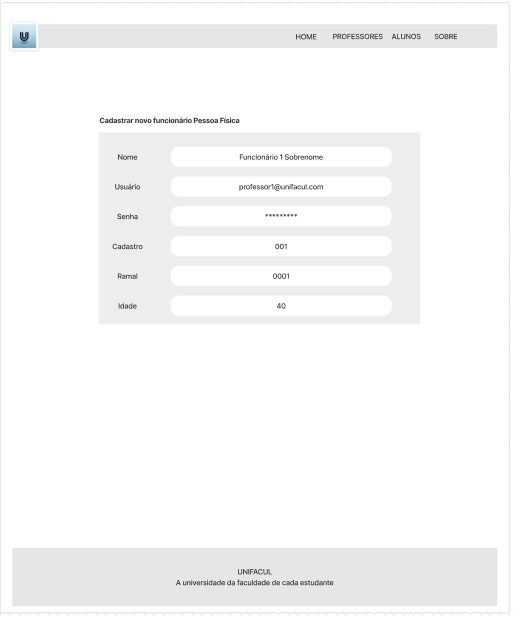 U
HOME PROFESSORES ALUNOS SOBRE
Cadastrar novo funcionário Pessoa Física
Nome Funcionário 1 Sobrenome
Usuário professor1@unifacul.com
Senha *********
Cadastro 001
Ramal 0001
Idade 40
UNIFACUL
A universidade da faculdade de cada estudante